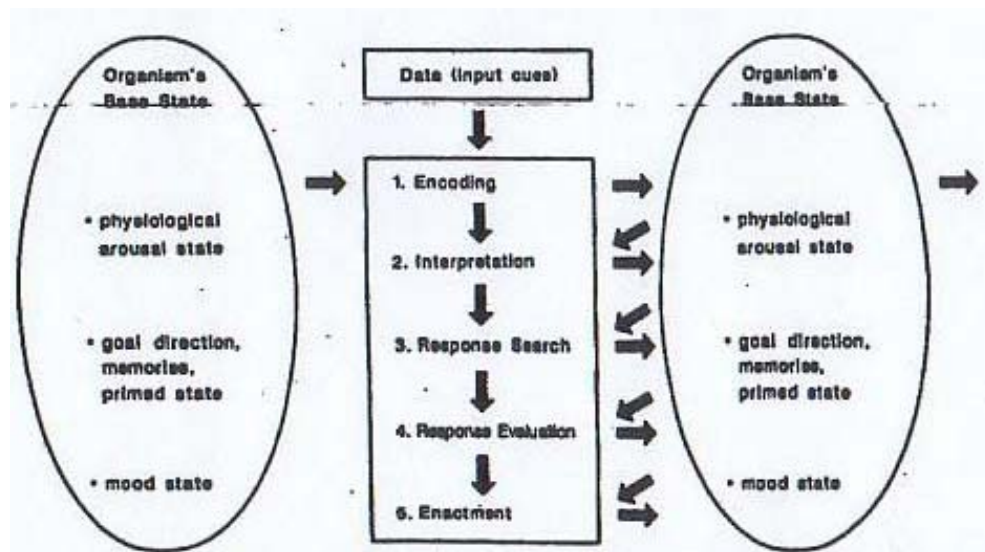 Organism's
Base State
• physiological
arousal state
• goal direction,
memories,
primed state
• mood state
Data (input cues)
1. Encoding
2. Interpretation
3. Response Search
4. Response Evaluation
5. Enactment
Organism's
Base State
• physiological
arousal state
• goal direction,
memories,
primed state
• mood state